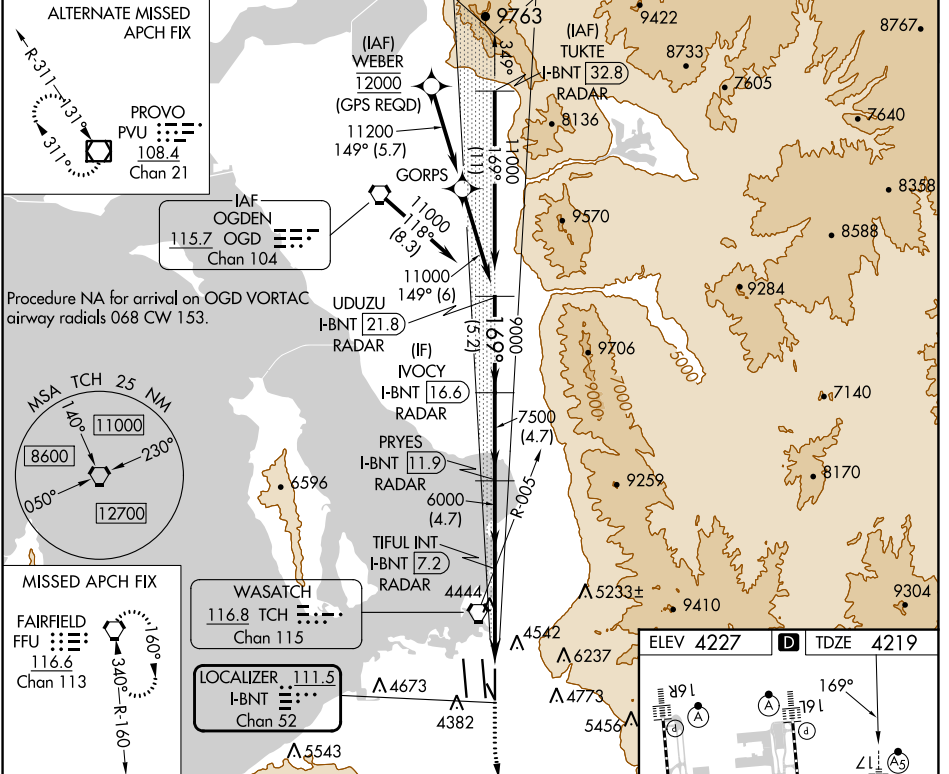 ALTERNATE MISSED
APCH FIX
R-311
131°
311°
PROVO
PVU
108.4
Chan 21
(IAF)
WEBER
12000
(GPS REQD)
11200
149° (5.7)
GORPS
9763
349°
(IAF)
TUKTE
I-BNT 32.8
RADAR
11000
169°
(11)
9422
8733
8767
7605
8136
7640
8358
9570
8588
9284
IAF
OGDEN
115.7 OGD
Chan 104
11000
118°
(8.3)
11000
149° (6)
Procedure NA for arrival on OGD VORTAC
airway radials 068 CW 153.
UDUZU
I-BNT 21.8
RADAR
9000
169°
(5.2)
(IF)
IVOCY
I-BNT 16.6
RADAR
7500
(4.7)
9706
5000
7000
9000
7140
MSA TCH 25 NM
140°
11000
8600
230°
050°
12700
6596
PRYES
I-BNT 11.9
RADAR
6000
(4.7)
R-005
9259
8170
TIFUL INT
I-BNT 7.2
RADAR
MISSED APCH FIX
FAIRFIELD
FFU
116.6
Chan 113
160°
340°
R-160
WASATCH
116.8 TCH
Chan 115
4444
5233±
9410
9304
4542
6237
LOCALIZER 111.5
I-BNT
Chan 52
4673
4382
4773
5456
5543
ELEV 4227
D
TDZE 4219
169°
16R
A
P
A
16L
P
17
A5